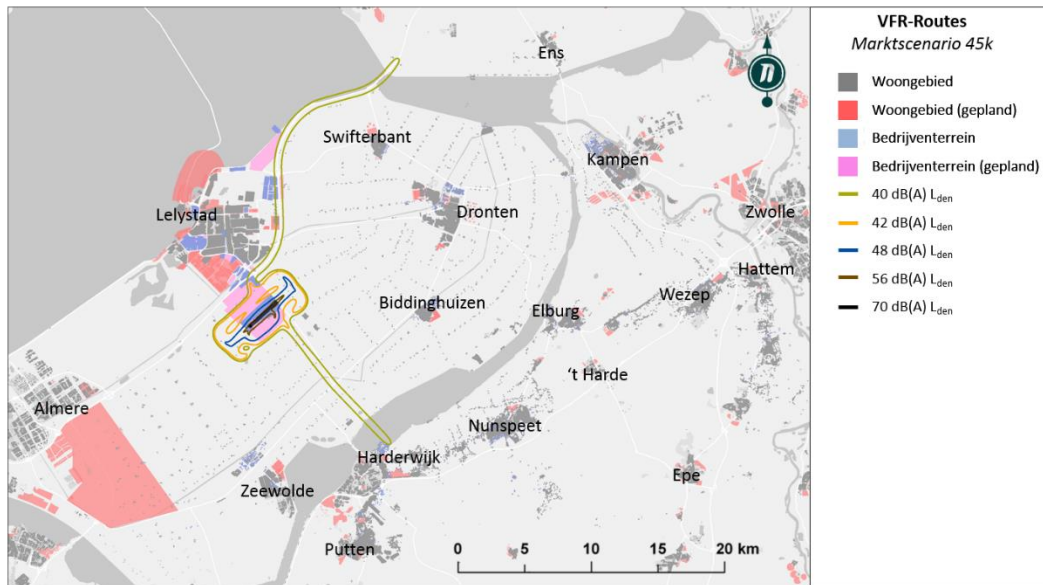 VFR-Routes
Marktscenario 45k
n
Woongebied
Woongebied (gepland)
Bedrijventerrein
Bedrijventerrein (gepland)
40 dB(A) Lden
42 dB(A) Lden
48 dB(A) Lden
56 dB(A) Lden
70 dB(A) Lden
Ens
Swifterbant
Kampen
Lelystad
Dronten
Zwolle
Hattem
Wezep
Biddinghuizen
Elburg
't Harde
Almere
Nunspeet
Harderwijk
Epe
Zeewolde
Putten
0 5 10 15 20 km